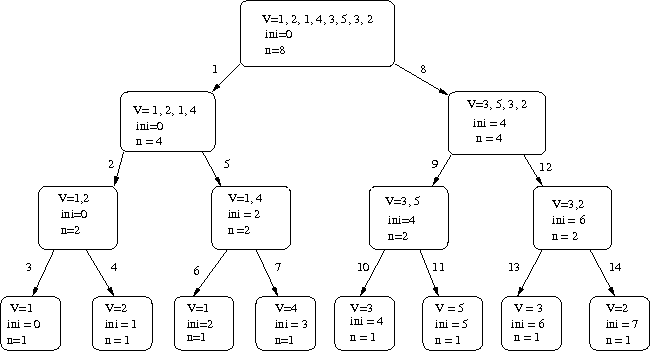 V=1, 2, 1, 4, 3, 5, 3, 2
ini=0
n=8
1
8
V= 1, 2, 1, 4
ini=0
n = 4
V=3, 5, 3, 2
ini = 4
n = 4
2
5
9
12
V=1,2
ini=0
n=2
V=1, 4
ini = 2
n =2
V=3, 5
ini=4
n=2
V=3,2
ini = 6
n = 2
3
4
6
7
10
11
13
14
V=1
ini = 0
n=1
V=2
ini = 1
n = 1
V=1
ini=2
n=1
V=4
ini = 3
n=1
V=3
ini = 4
n = 1
V = 5
ini = 5
n = 1
V = 3
ini = 6
n = 1
V=2
ini = 7
n = 1